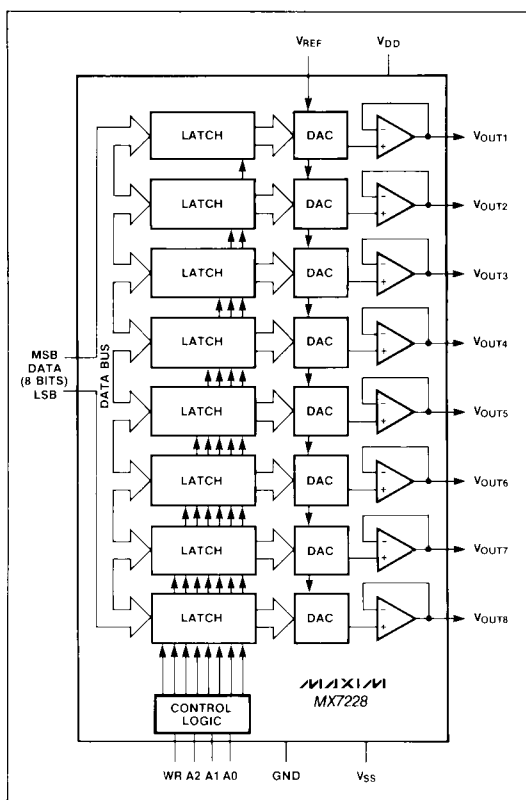 VREF
VDD
LATCH
DAC
-
+
VOUT1
LATCH
DAC
-
+
VOUT2
LATCH
DAC
-
+
VOUT3
LATCH
DAC
-
+
VOUT4
MSB
DATA
(8 BITS)
LSB
DATA BUS
LATCH
DAC
-
+
VOUT5
LATCH
DAC
-
+
VOUT6
LATCH
DAC
-
+
VOUT7
LATCH
DAC
-
+
VOUT8
MAXIM
MX7228
CONTROL
LOGIC
WR A2 A1 A0
GND
VSS